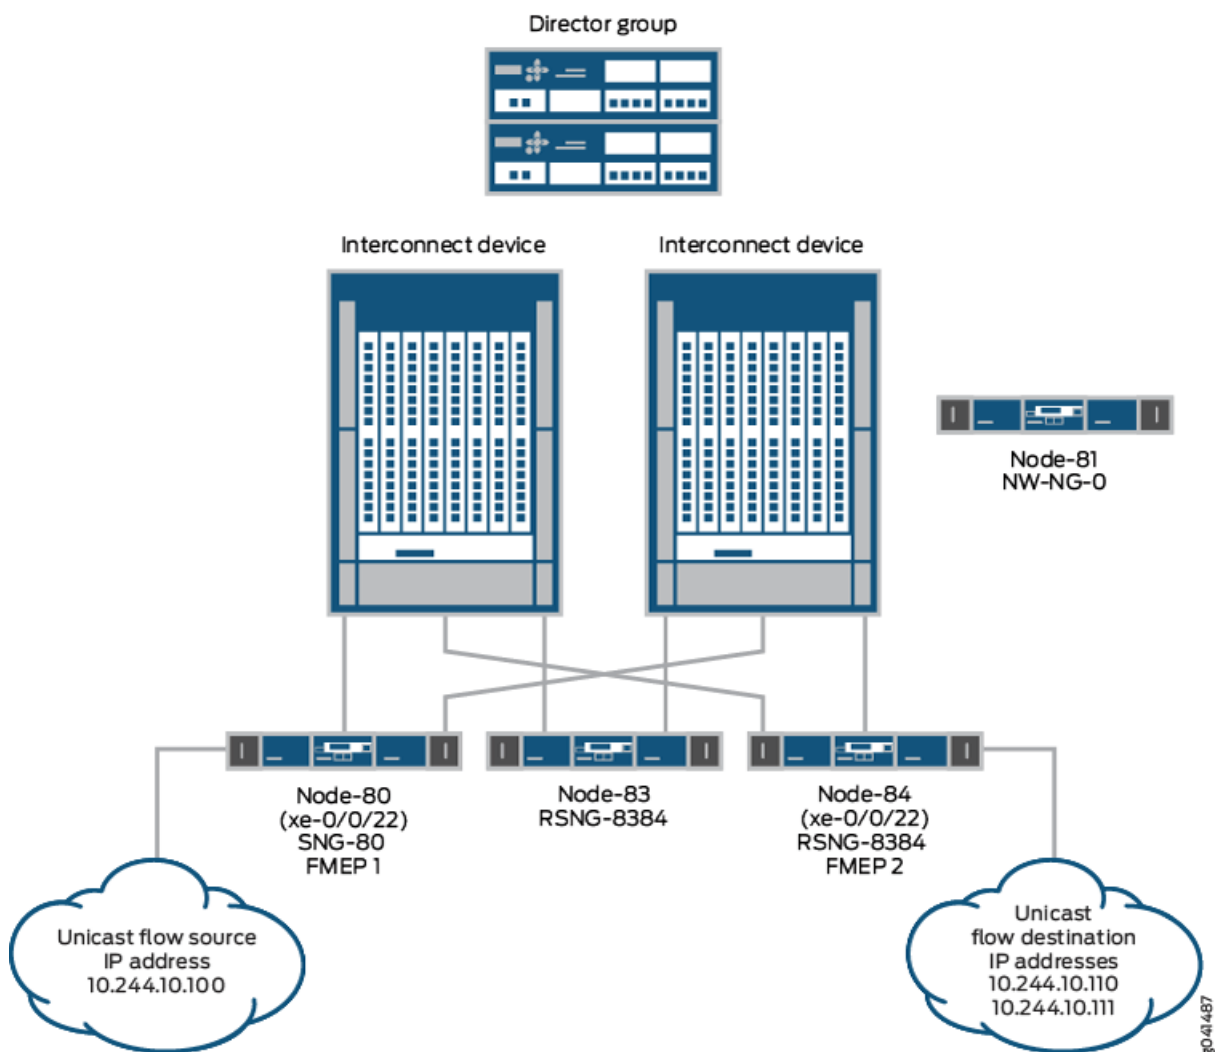 Director group
Interconnect device
Interconnect device
Node-81
NW-NG-0
Node-80
(xe-0/0/22)
SNG-80
FMEP 1
Node-83
RSNG-8384
Node-84
(xe-0/0/22)
RSNG-8384
FMEP 2
Unicast flow source
IP address
10.244.10.100
Unicast
flow destination
IP addresses
10.244.10.110
10.244.10.111
g041487